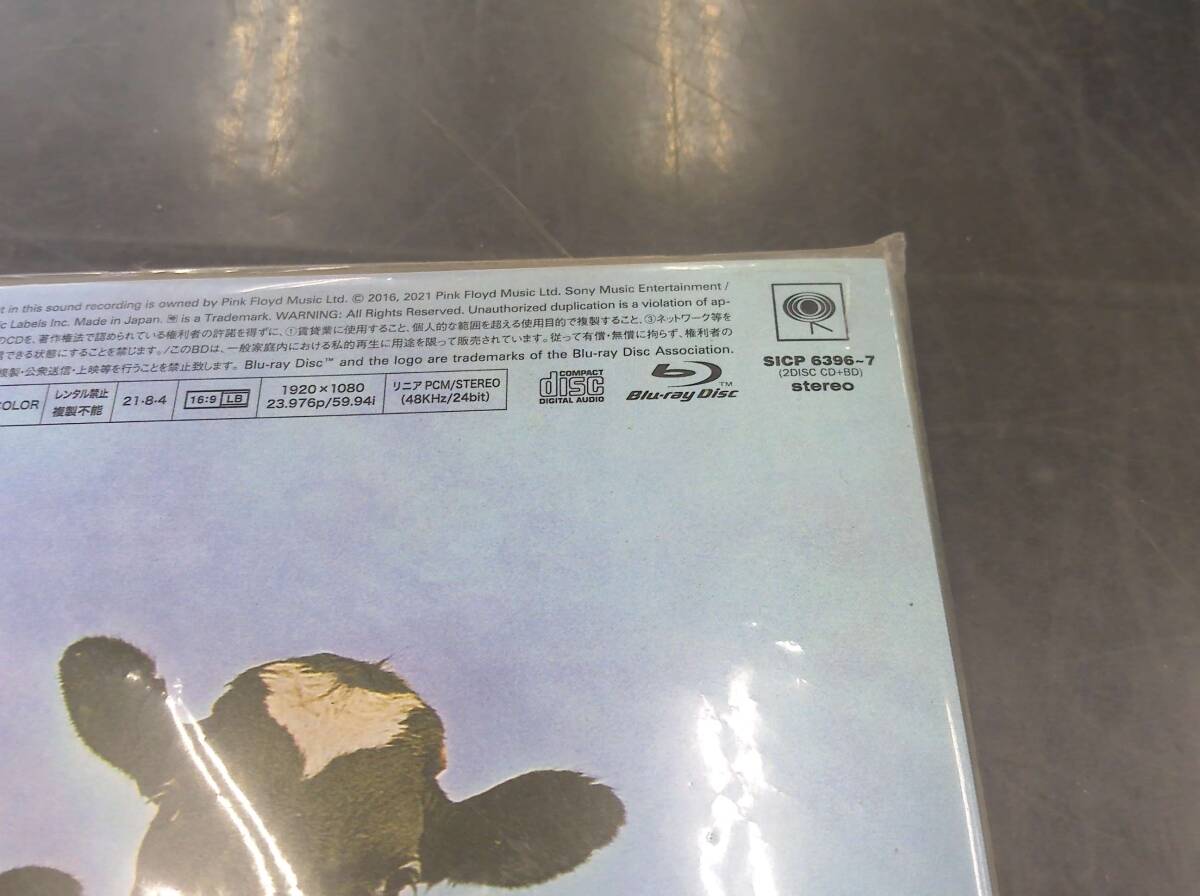 in this sound recording is owned by Pink Floyd Music Ltd. © 2016, 2021 Pink Floyd Music Ltd. Sony Music Entertainment /
Labels Inc. Made in Japan. is a Trademark. WARNING: All Rights Reserved. Unauthorized duplication is a violation of ap-
のCDを、著作権法で認められている権利者の許諾を得ずに、①賃貸業に使用すること、個人的な範囲を超える使用目的で複製すること、③ネットワーク等を
できる状態にすることを禁じます。/このBDは、一般家庭内における私的再生に用途を限って販売されています。従って有償・無償に拘らず、権利者の
複製・公衆送信・上映等を行うことを禁止致します。 Blu-ray Disc™ and the logo are trademarks of the Blu-ray Disc Association.
COLOR
レンタル禁止
複製不能
21・8・4
16:9 LB
1920×1080
23.976p/59.94i
リニアPCM/STEREO
(48KHz/24bit)
COMPACT
disc
DIGITAL AUDIO
Blu-ray Disc™
SICP 6396~7
(2DISC CD+BD)
stereo